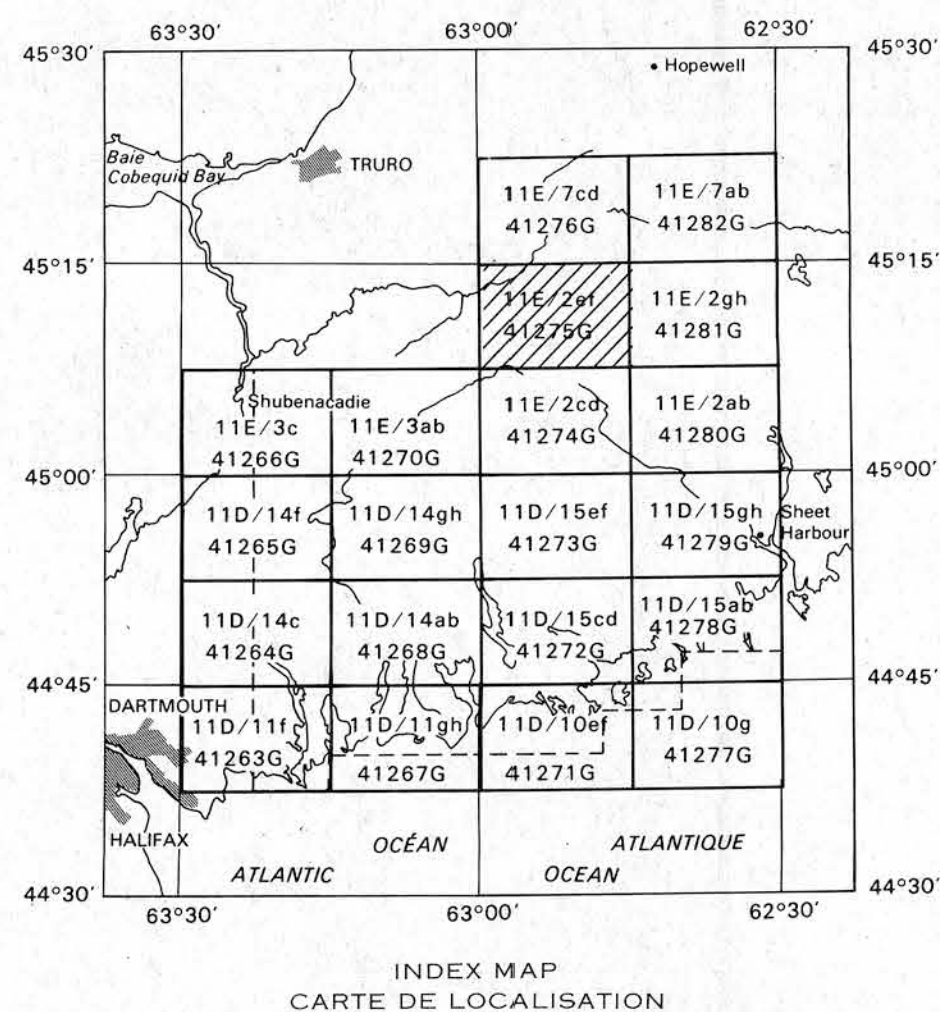 63°30′ 63°00′ 62°30′
45°30′ 45°30′
Hopewell
Baie
Cobequid Bay
TRURO
11E/7cd 11E/7ab
41276G 41282G
45°15′ 45°15′
11E/2ef 11E/2gh
41275G 41281G
Shubenacadie
11E/3c 11E/3ab 11E/2cd 11E/2ab
41266G 41270G 41274G 41280G
45°00′ 45°00′
11D/14f 11D/14gh 11D/15ef 11D/15gh
41265G 41269G 41273G 41279G
Sheet
Harbour
11D/14c 11D/14ab 11D/15cd 11D/15ab
41264G 41268G 41272G 41278G
44°45′ 44°45′
DARTMOUTH
11D/11f 11D/11gh 11D/10ef 11D/10g
41263G 41267G 41271G 41277G
HALIFAX
OCÉAN ATLANTIQUE
ATLANTIC OCEAN
44°30′ 44°30′
63°30′ 63°00′ 62°30′
INDEX MAP
CARTE DE LOCALISATION